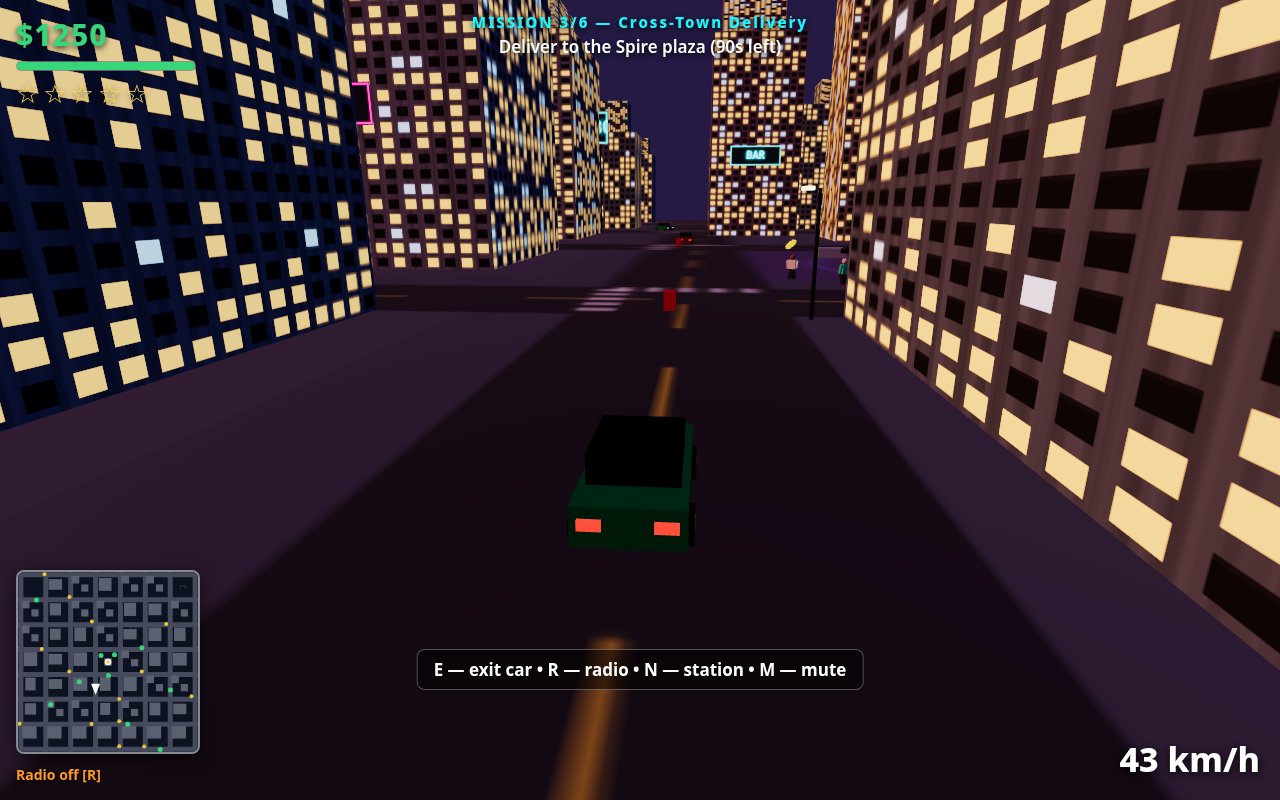 MISSION 3/6 — Cross-Town Delivery
Deliver to the Spire plaza (90s left)
$1250
BAR
E — exit car • R — radio • N — station • M — mute
43 km/h
Radio off [R]